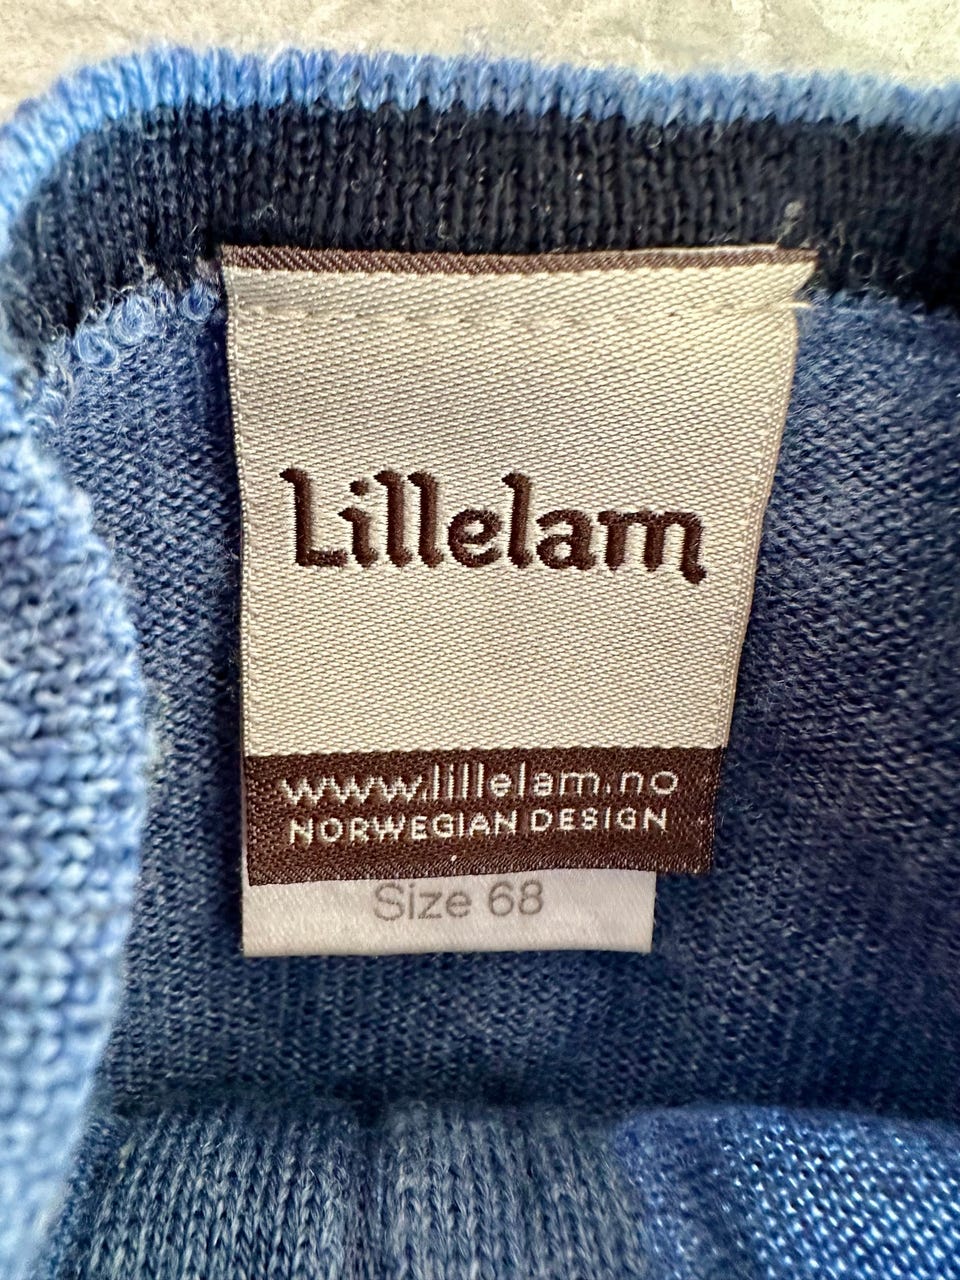 Lillelam
www.lillelam.no
NORWEGIAN DESIGN
Size 68